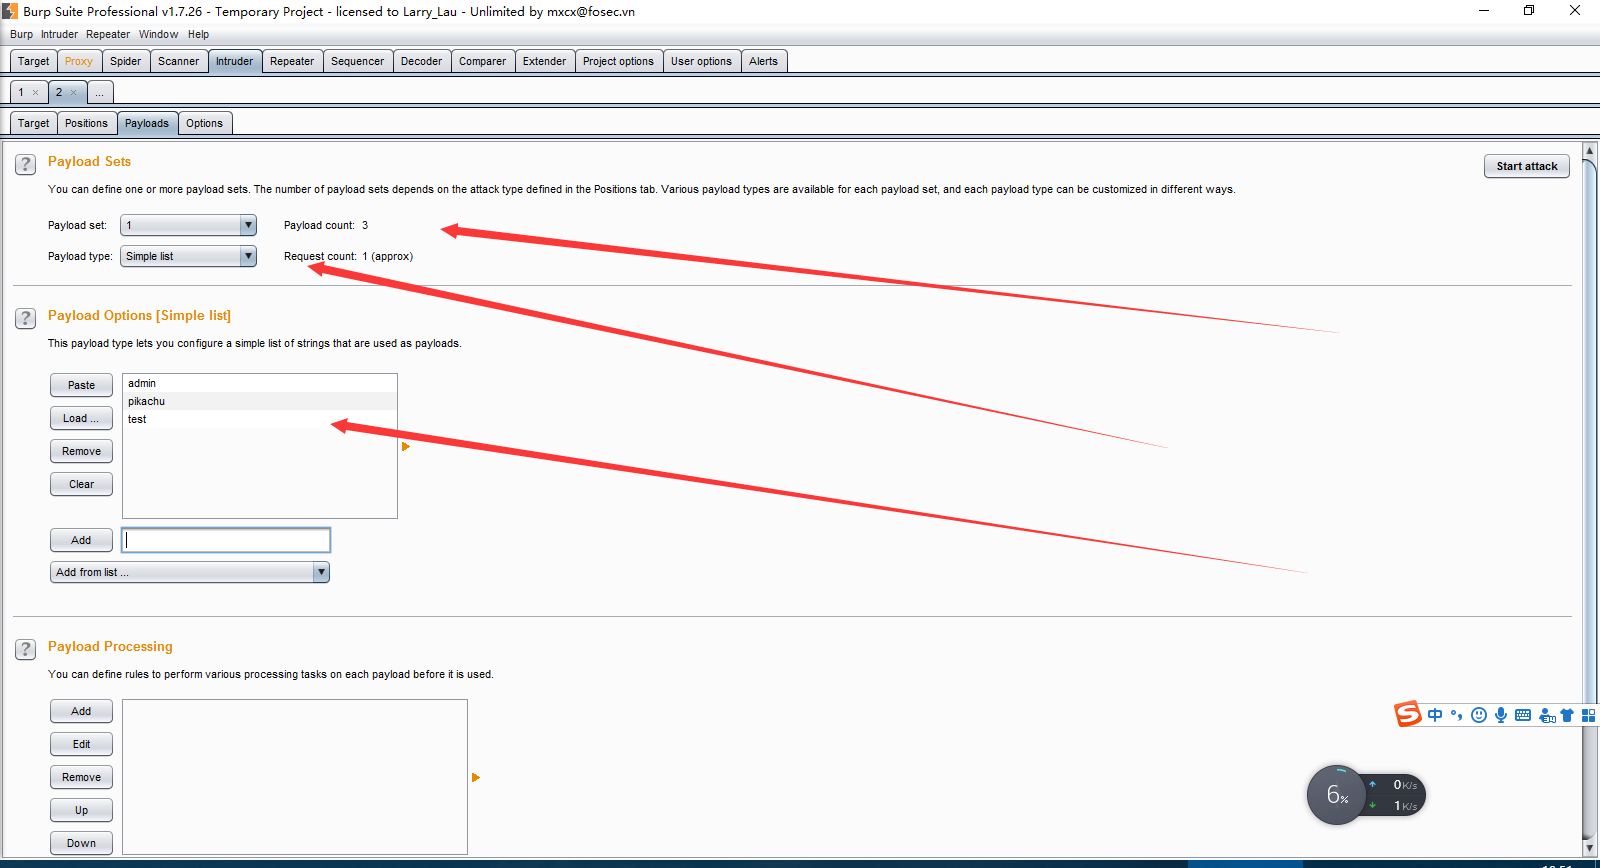 Burp Suite Professional v1.7.26 - Temporary Project - licensed to Larry_Lau - Unlimited by mxcx@fosec.vn
Burp Intruder Repeater Window Help
Target Proxy Spider Scanner Intruder Repeater Sequencer Decoder Comparer Extender Project options User options Alerts
1 × 2 × ...
Target Positions Payloads Options
? Payload Sets
Start attack
You can define one or more payload sets. The number of payload sets depends on the attack type defined in the Positions tab. Various payload types are available for each payload set, and each payload type can be customized in different ways.
Payload set: 1 Payload count: 3
Payload type: Simple list Request count: 1 (approx)
? Payload Options [Simple list]
This payload type lets you configure a simple list of strings that are used as payloads.
Paste admin
pikachu
Load ... test
Remove
Clear
Add
Add from list ...
? Payload Processing
You can define rules to perform various processing tasks on each payload before it is used.
Add
S 中 °,
Edit
Remove
6% 0K/s
1K/s
Up
Down